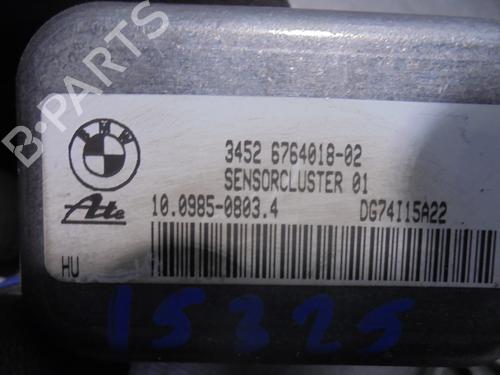 B-PARTS
BMW
3452 6764018-02
SENSORCLUSTER 01
Ate
10.0985-0803.4 DG74I15A22
HU
15325